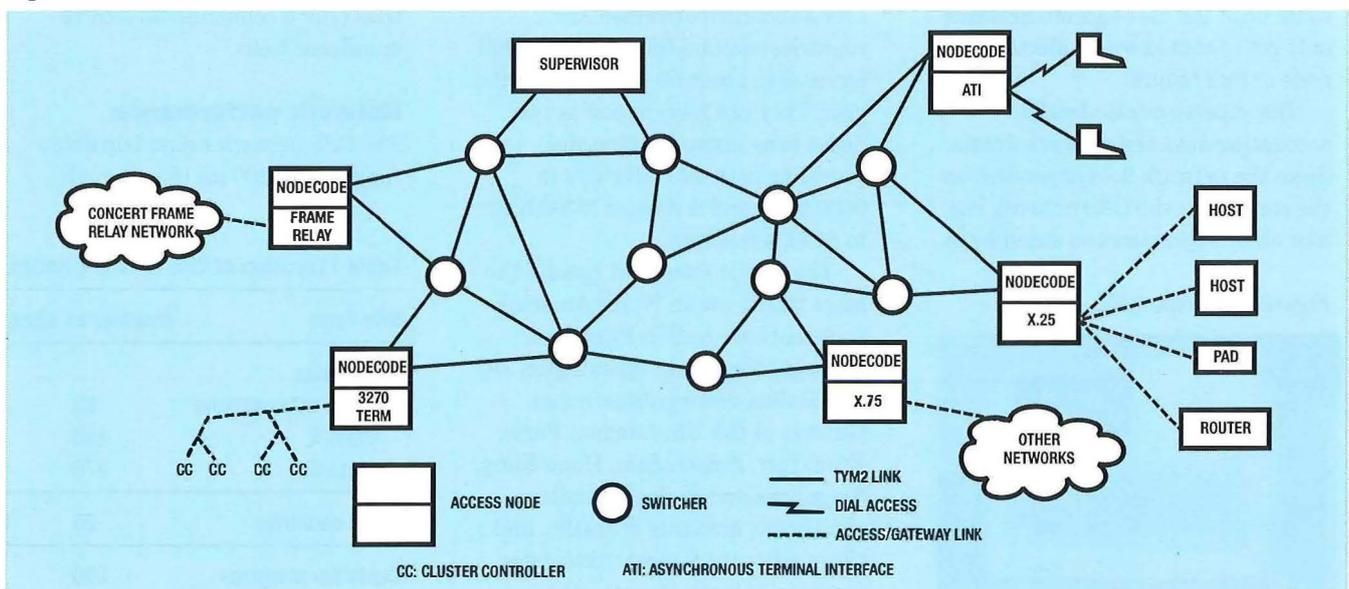 SUPERVISOR
NODECODE
ATI
NODECODE
FRAME
RELAY
CONCERT FRAME
RELAY NETWORK
HOST
HOST
NODECODE
X.25
PAD
NODECODE
3270
TERM
NODECODE
X.75
ROUTER
OTHER
NETWORKS
CC CC CC CC
ACCESS NODE
SWITCHER
TYM2 LINK
DIAL ACCESS
ACCESS/GATEWAY LINK
CC: CLUSTER CONTROLLER
ATI: ASYNCHRONOUS TERMINAL INTERFACE